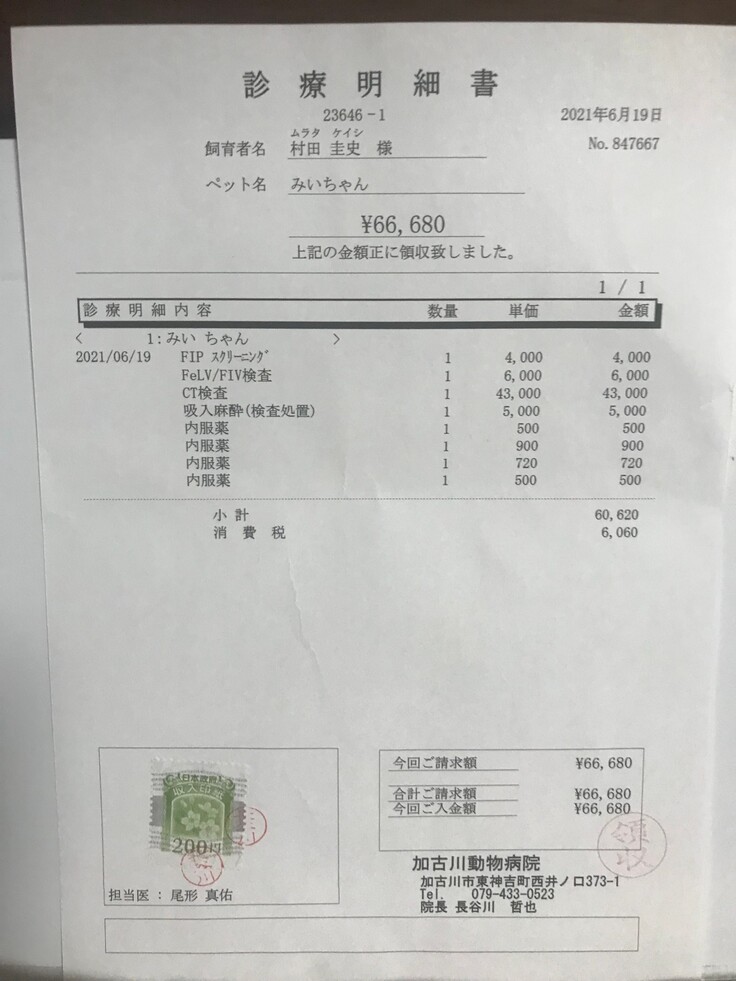 診療明細書
23646-1
2021年6月19日
ムラタ ケイシ
飼育者名 村田 圭史 様
No.847667
ペット名 みいちゃん
¥66,680
上記の金額正に領収致しました。
1 / 1
診療明細内容 数量 単価 金額
< 1:みい ちゃん >
2021/06/19 FIP ｽｸﾘｰﾆﾝｸﾞ 1 4,000 4,000
FeLV/FIV検査 1 6,000 6,000
CT検査 1 43,000 43,000
吸入麻酔(検査処置) 1 5,000 5,000
内服薬 1 500 500
内服薬 1 900 900
内服薬 1 720 720
内服薬 1 500 500
小計 60,620
消費税 6,060
今回ご請求額 ¥66,680
合計ご請求額 ¥66,680
今回ご入金額 ¥66,680
日本政府
収入印紙
200円
領収
担当医 : 尾形 真佑
加古川動物病院
加古川市東神吉町西井ノ口373-1
Tel. 079-433-0523
院長 長谷川 哲也